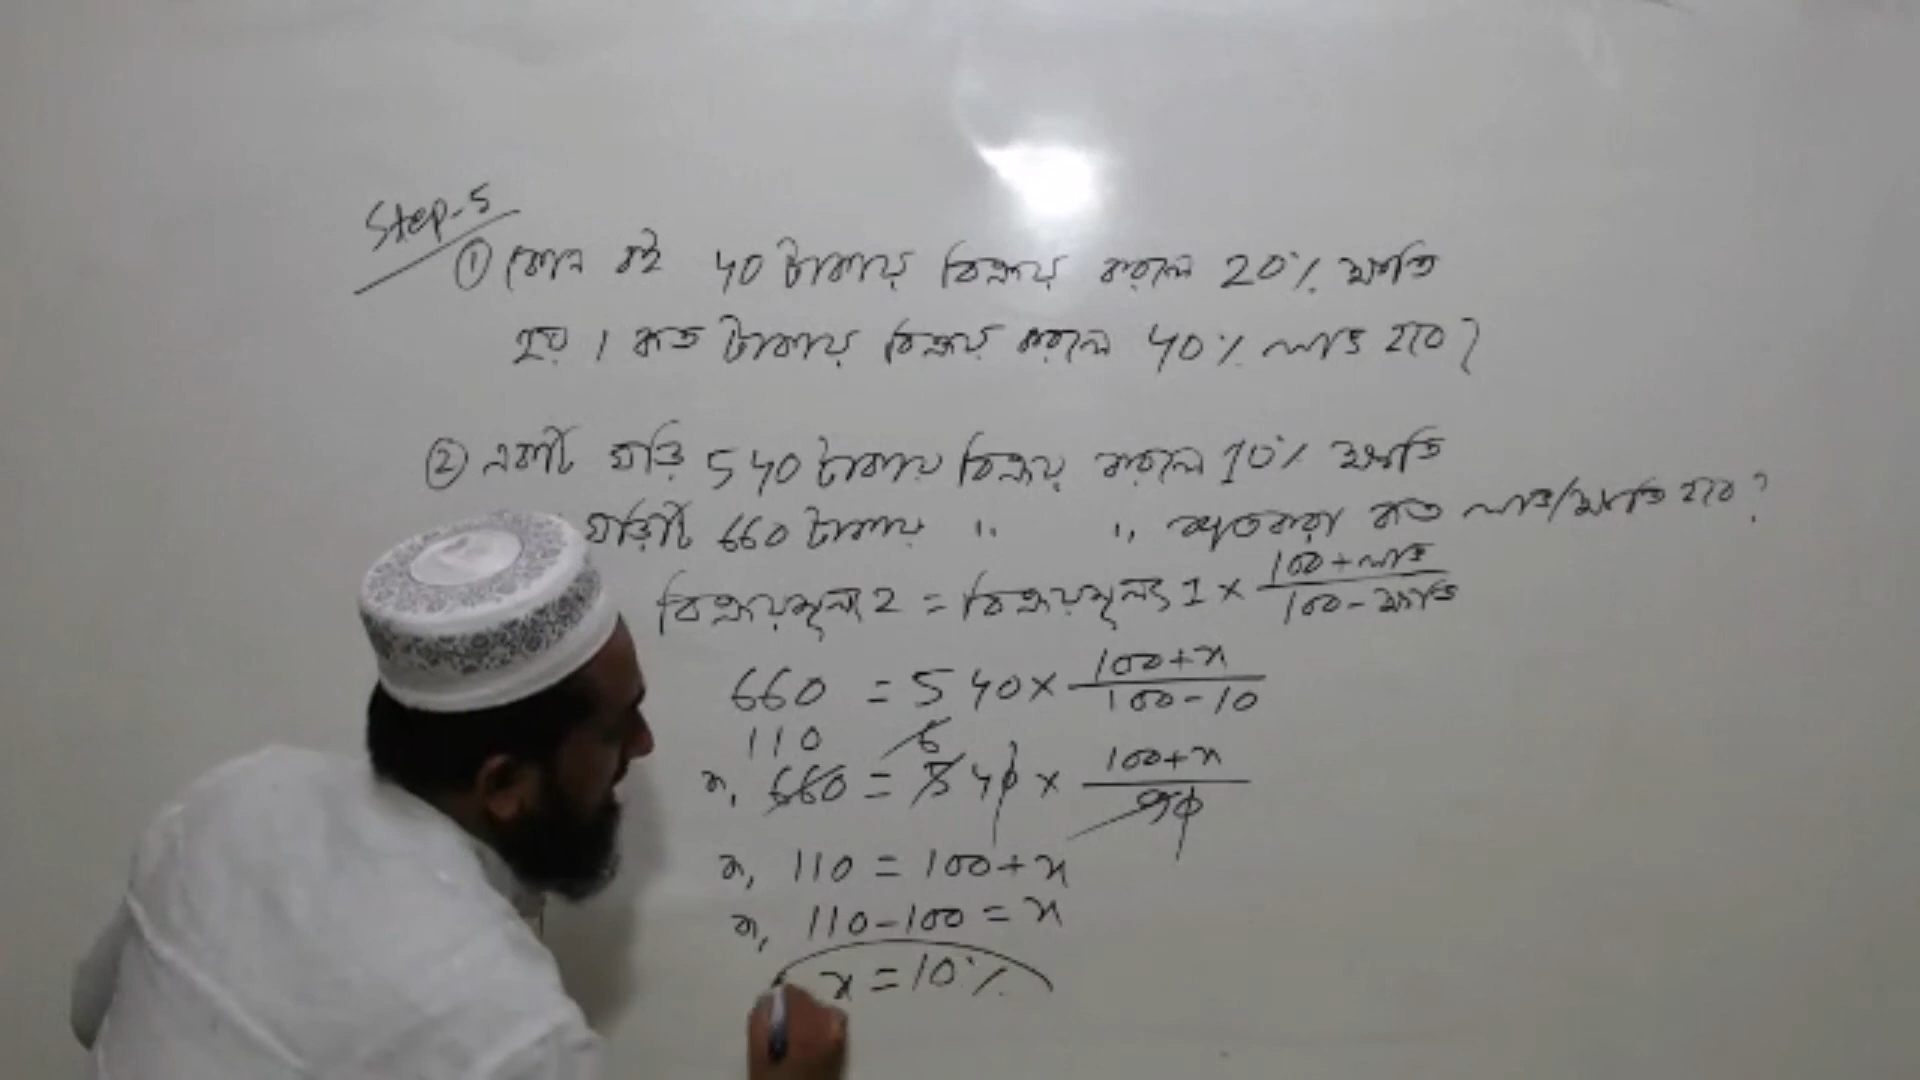 Step-5
① কোন বই 40 টাকায় বিক্রয় করলে 20% ক্ষতি
হয়। কত টাকায় বিক্রয় করলে 40% লাভ হবে?
② একটি ঘড়ি 540 টাকায় বিক্রয় করলে 10% ক্ষতি
ঘড়িটি 660 টাকায় " " শতকরা কত লাভ/ক্ষতি হবে?
বিক্রয়মূল্য 2 = বিক্রয়মূল্য 1 × (100 + লাভ) / (100 - ক্ষতি)
660 = 540 × (100+x) / (100-10)
110 6
বা, 660 = 540 × (100+x) / 90
বা, 110 = 100+x
বা, 110-100 = x
x = 10%